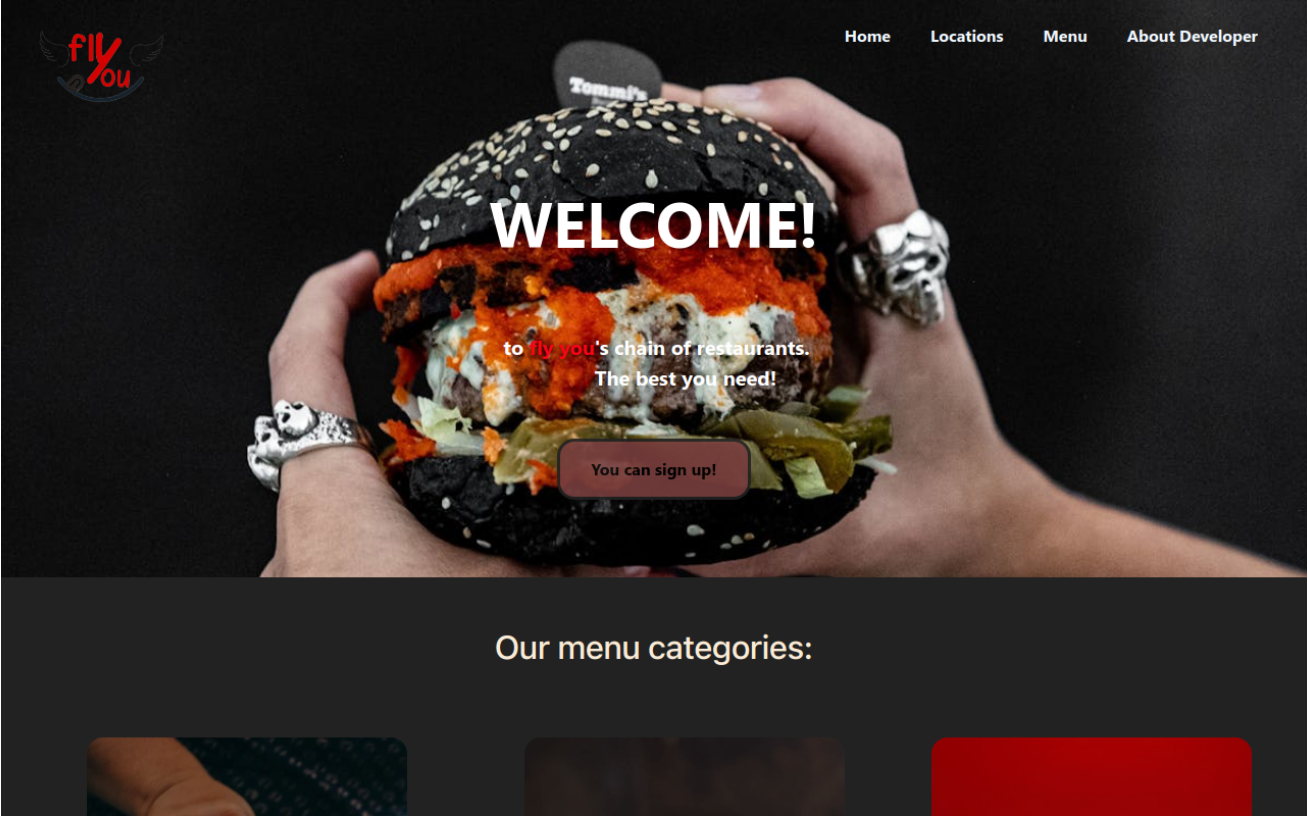 fly
you
Home Locations Menu About Developer
Tommi's
WELCOME!
to fly you's chain of restaurants.
The best you need!
You can sign up!
Our menu categories: